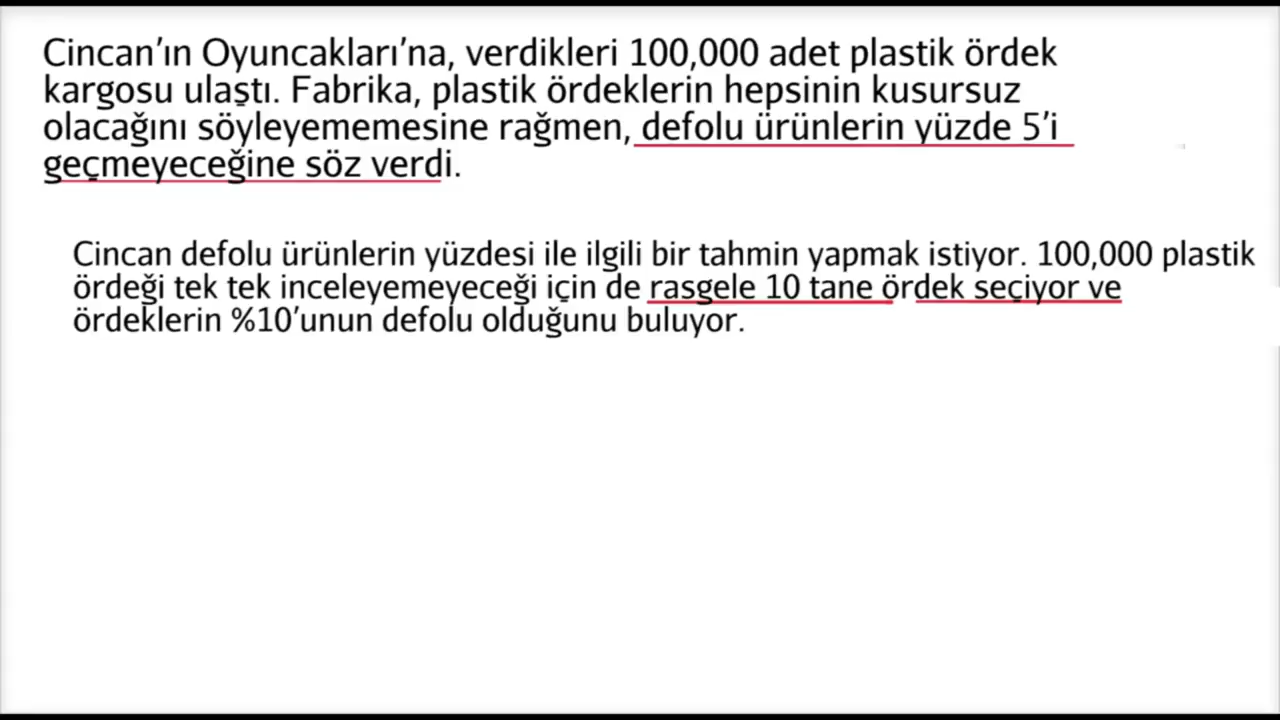 Cincan’ın Oyuncakları’na, verdikleri 100,000 adet plastik ördek
kargosu ulaştı. Fabrika, plastik ördeklerin hepsinin kusursuz
olacağını söyleyememesine rağmen, defolu ürünlerin yüzde 5’i
geçmeyeceğine söz verdi.
Cincan defolu ürünlerin yüzdesi ile ilgili bir tahmin yapmak istiyor. 100,000 plastik
ördeği tek tek inceleyemeyeceği için de rasgele 10 tane ördek seçiyor ve
ördeklerin %10’unun defolu olduğunu buluyor.